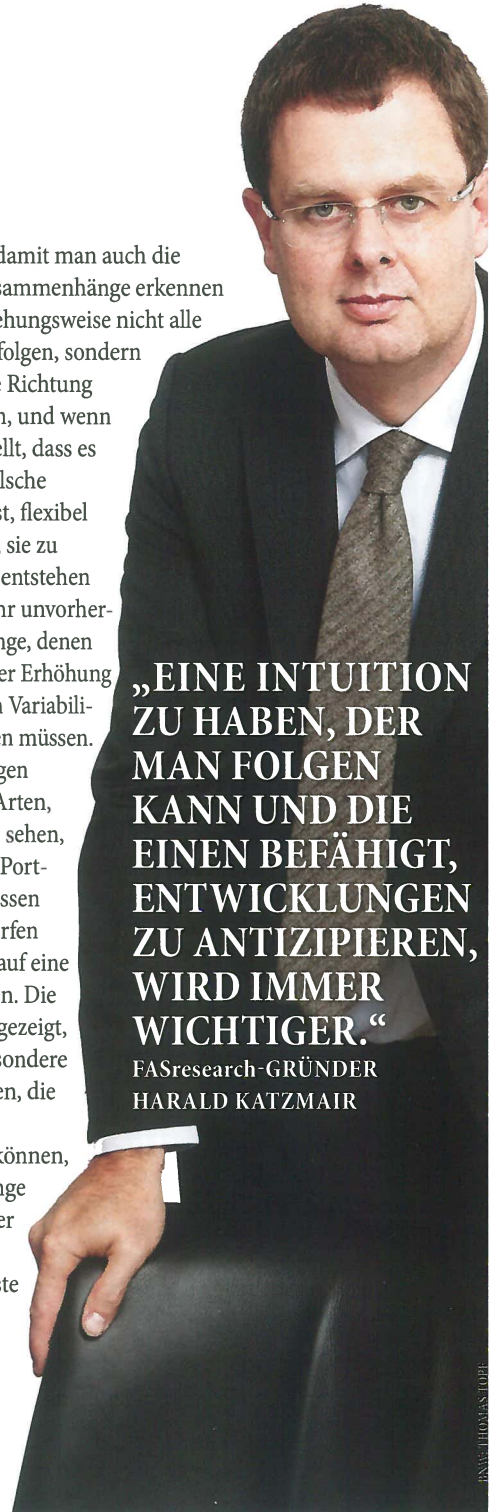 damit man auch die
sammenhänge erkennen
ehungsweise nicht alle
folgen, sondern
e Richtung
n, und wenn
ellt, dass es
lsche
st, flexibel
sie zu
entstehen
hr unvorher-
nge, denen
er Erhöhung
n Variabili-
en müssen.
gen
Arten,
sehen,
Port-
ssen
rfen
auf eine
n. Die
gezeigt,
sondere
en, die
können,
nge
er
ste
„EINE INTUITION
ZU HABEN, DER
MAN FOLGEN
KANN UND DIE
EINEN BEFÄHIGT,
ENTWICKLUNGEN
ZU ANTIZIPIEREN,
WIRD IMMER
WICHTIGER.“
FASresearch-GRÜNDER
HARALD KATZMAIR
THOMAS TOPF